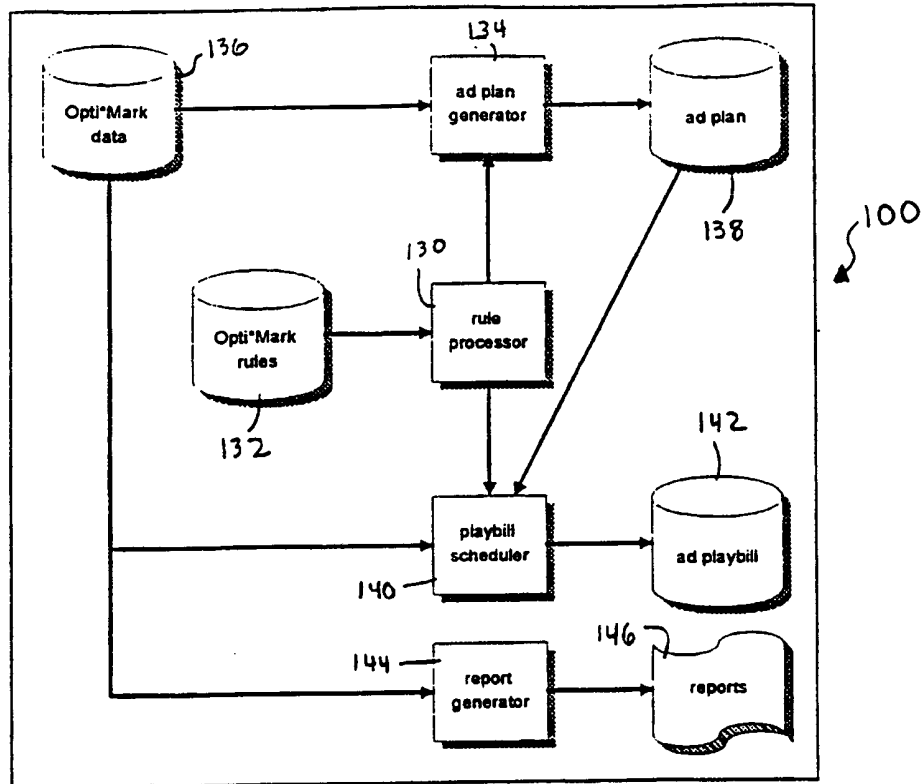 136
Opti*Mark
data
134
ad plan
generator
ad plan
138
100
130
rule
processor
Opti*Mark
rules
132
142
playbill
scheduler
140
ad playbill
144
report
generator
146
reports